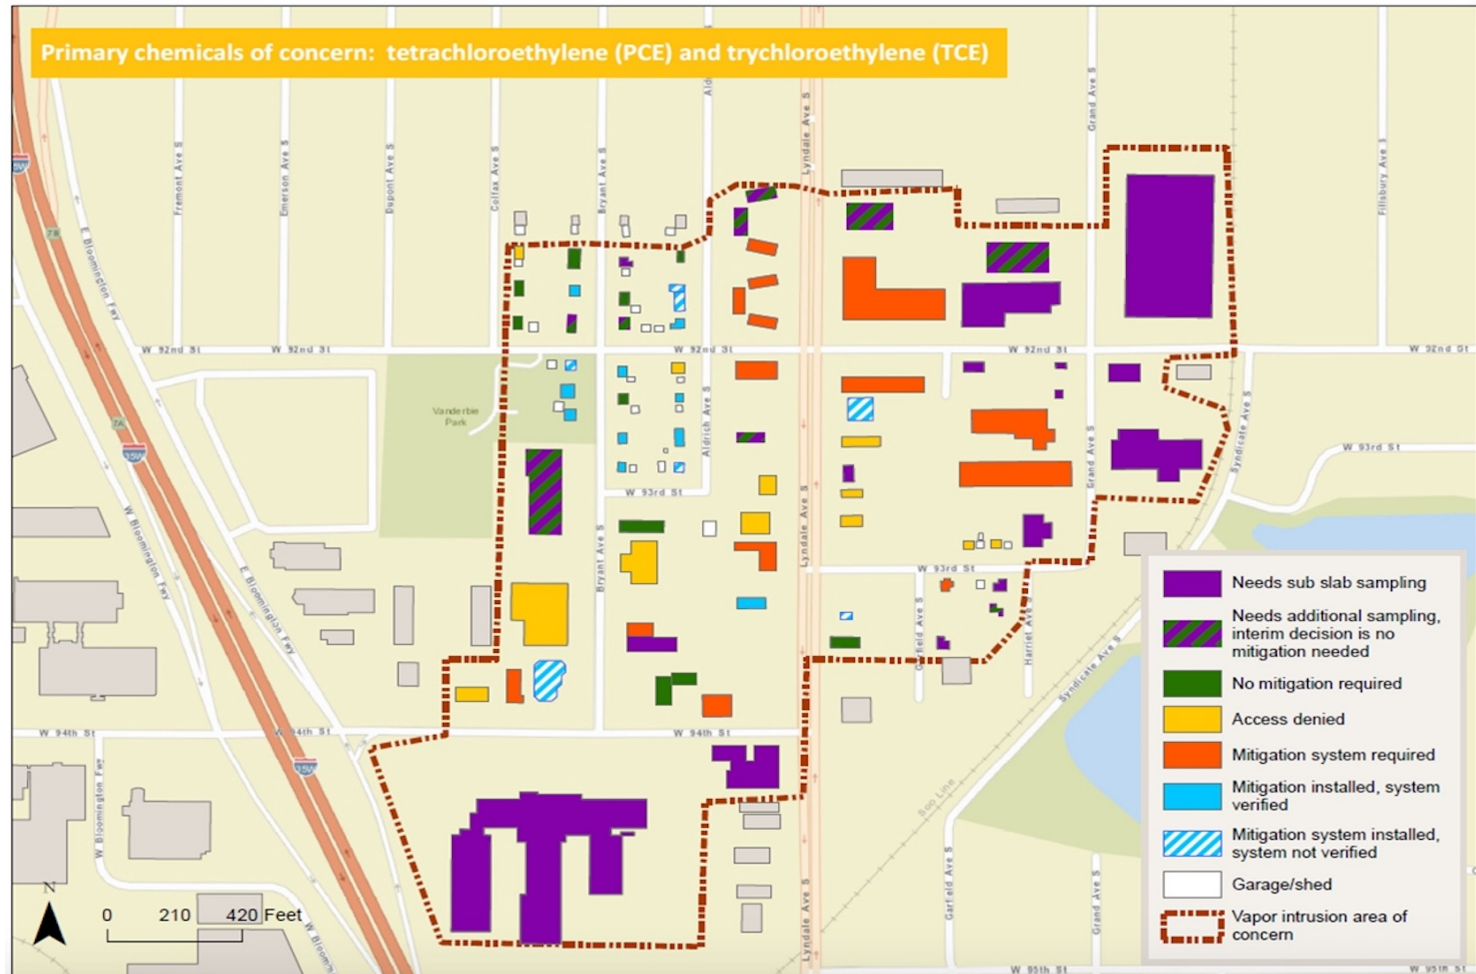 Primary chemicals of concern: tetrachloroethylene (PCE) and trychloroethylene (TCE)
Fremont Ave S
Emerson Ave S
Dupont Ave S
Colfax Ave S
Bryant Ave S
Lyndale Ave S
Grand Ave S
Fillsbury Ave S
E Bloomington Fwy
W 92nd St
W 92nd St
W 92nd St
W 92nd St
Vanderbie
Park
Aldrich Ave S
Grand Ave S
Syndicate Ave S
W 93rd St
W 93rd St
35W
W Bloomington Fwy
E Bloomington Fwy
Bryant Ave S
Lyndale Ave S
W 93rd St
Harriet Ave S
Syndicate Ave S
W 94th St
W 94th St
W 94th St
35W
W Bloomington Fwy
Soo Line
Garfield Ave S
Grand Ave S
Lyndale Ave S
W 95th St
W 95th St
N
0 210 420 Feet
Needs sub slab sampling
Needs additional sampling,
interim decision is no
mitigation needed
No mitigation required
Access denied
Mitigation system required
Mitigation installed, system
verified
Mitigation system installed,
system not verified
Garage/shed
Vapor intrusion area of
concern